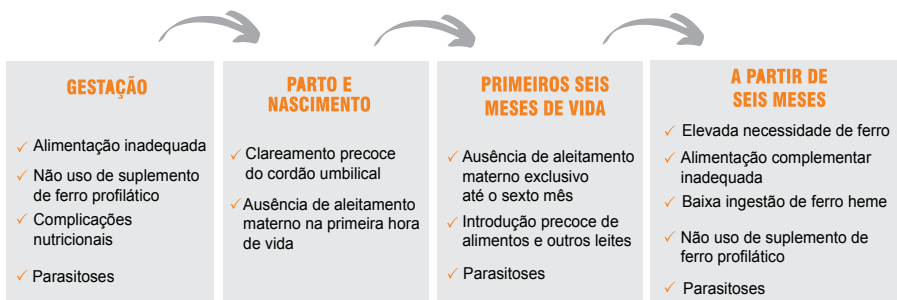 GESTAÇÃO
✓ Alimentação inadequada
✓ Não uso de suplemento
de ferro profilático
✓ Complicações
nutricionais
✓ Parasitoses
PARTO E
NASCIMENTO
✓ Clareamento precoce
do cordão umbilical
✓ Ausência de aleitamento
materno na primeira hora
de vida
PRIMEIROS SEIS
MESES DE VIDA
✓ Ausência de aleitamento
materno exclusivo
até o sexto mês
✓ Introdução precoce de
alimentos e outros leites
✓ Parasitoses
A PARTIR DE
SEIS MESES
✓ Elevada necessidade de ferro
✓ Alimentação complementar
inadequada
✓ Baixa ingestão de ferro heme
✓ Não uso de suplemento de
ferro profilático
✓ Parasitoses